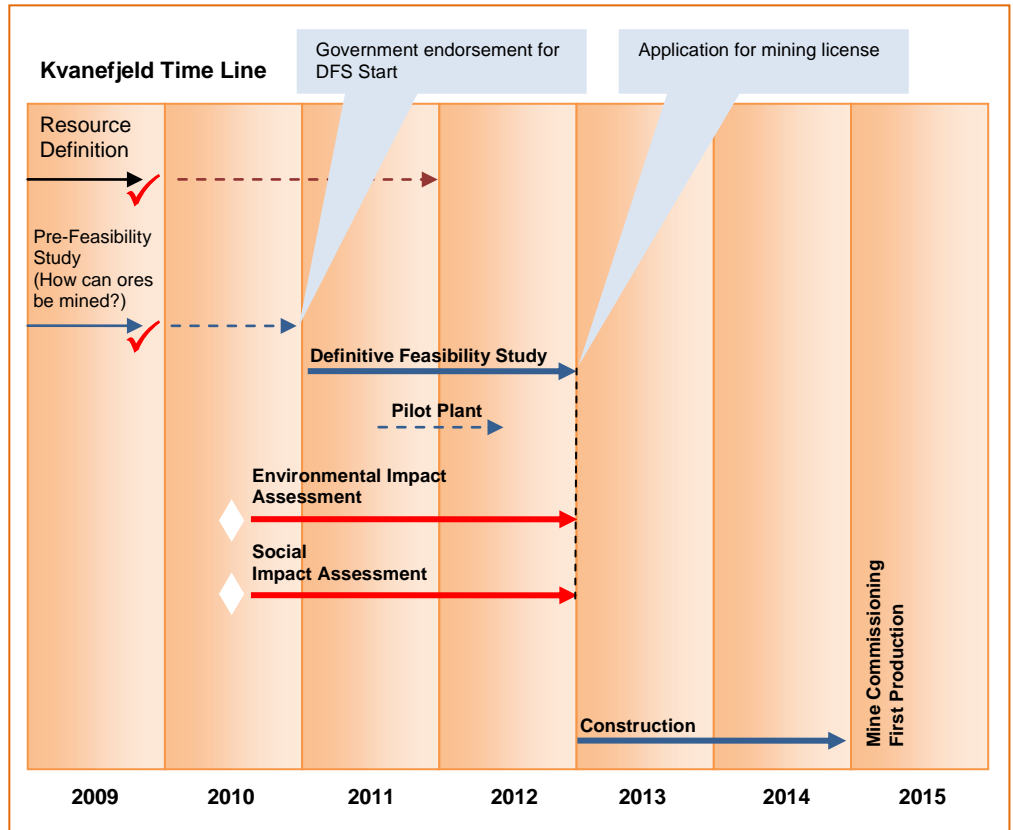 Kvanefjeld Time Line
Government endorsement for
DFS Start
Application for mining license
Resource
Definition
Pre-Feasibility
Study
(How can ores
be mined?)
Definitive Feasibility Study
Pilot Plant
Environmental Impact
Assessment
Social
Impact Assessment
Construction
Mine Commissioning
First Production
2009
2010
2011
2012
2013
2014
2015